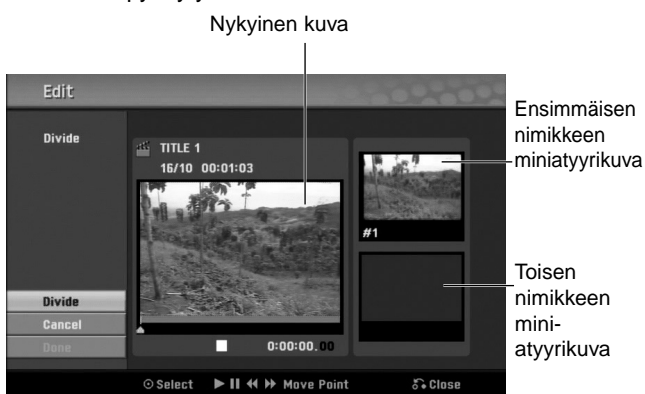 Nykyinen kuva
Edit
Divide
TITLE 1
16/10 00:01:03
#1
Ensimmäisen
nimikkeen
miniatyyrikuva
Toisen
nimikkeen
mini-
atyyrikuva
Divide
Cancel
Done
0:00:00.00
Select
Move Point
Close